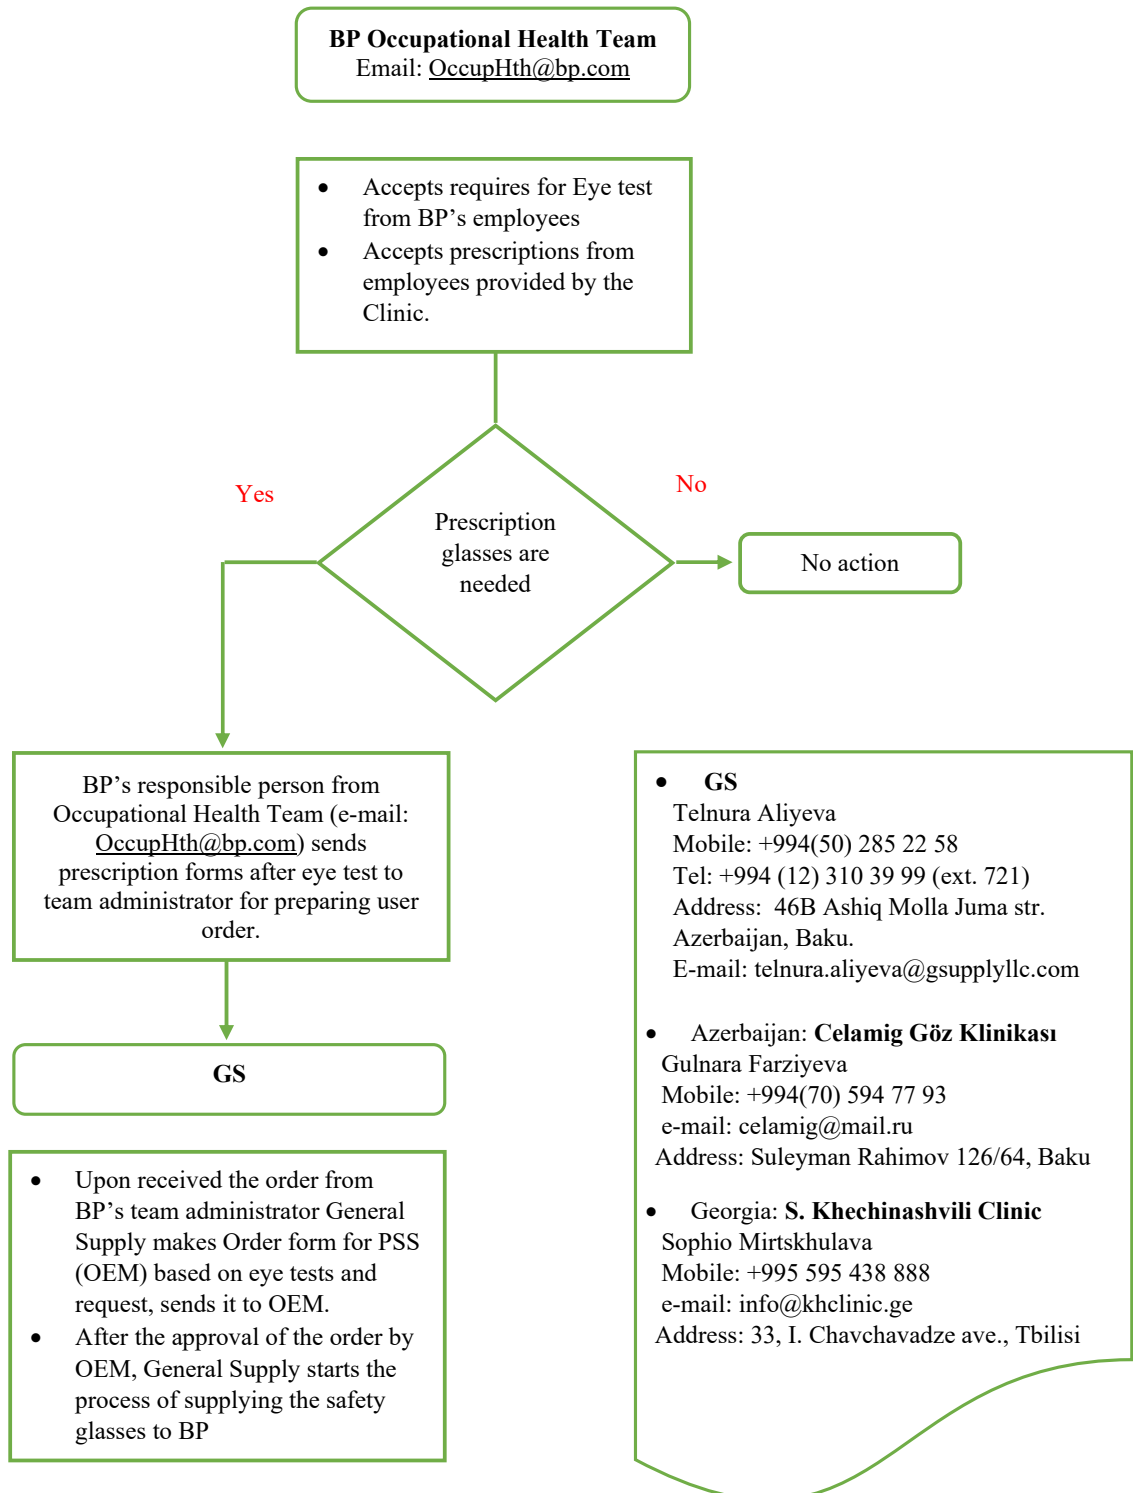 BP Occupational Health Team
Email: OccupHth@bp.com
• Accepts requires for Eye test
from BP’s employees
• Accepts prescriptions from
employees provided by the
Clinic.
Yes
No
Prescription
glasses are
needed
No action
BP’s responsible person from
Occupational Health Team (e-mail:
OccupHth@bp.com) sends
prescription forms after eye test to
team administrator for preparing user
order.
GS
• Upon received the order from
BP’s team administrator General
Supply makes Order form for PSS
(OEM) based on eye tests and
request, sends it to OEM.
• After the approval of the order by
OEM, General Supply starts the
process of supplying the safety
glasses to BP
• GS
Telnura Aliyeva
Mobile: +994(50) 285 22 58
Tel: +994 (12) 310 39 99 (ext. 721)
Address: 46B Ashiq Molla Juma str.
Azerbaijan, Baku.
E-mail: telnura.aliyeva@gsupplyllc.com
• Azerbaijan: Celamig Göz Klinikası
Gulnara Farziyeva
Mobile: +994(70) 594 77 93
e-mail: celamig@mail.ru
Address: Suleyman Rahimov 126/64, Baku
• Georgia: S. Khechinashvili Clinic
Sophio Mirtskhulava
Mobile: +995 595 438 888
e-mail: info@khclinic.ge
Address: 33, I. Chavchavadze ave., Tbilisi